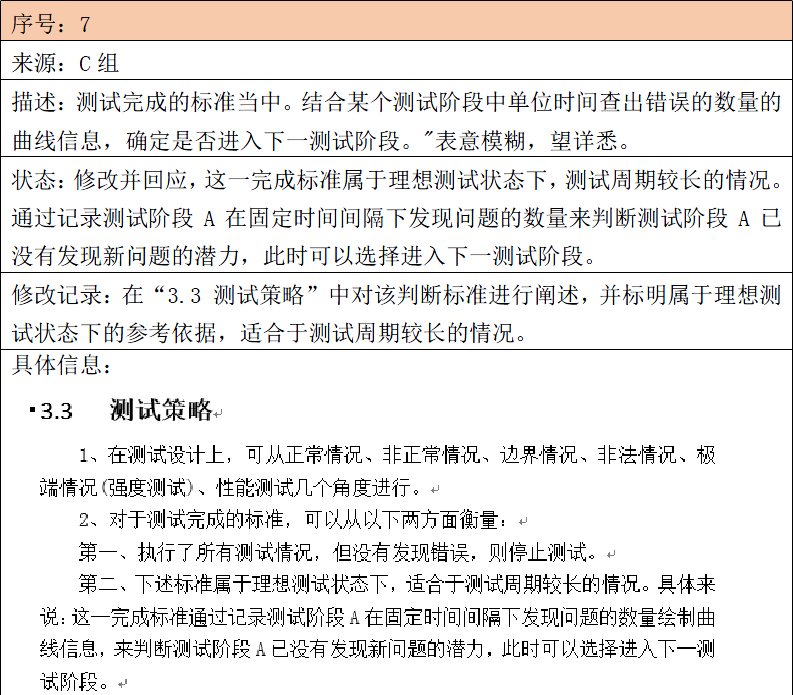 序号：7
来源：C组
描述：测试完成的标准当中。结合某个测试阶段中单位时间查出错误的数量的
曲线信息，确定是否进入下一测试阶段。"表意模糊，望详悉。
状态：修改并回应，这一完成标准属于理想测试状态下，测试周期较长的情况。
通过记录测试阶段 A 在固定时间间隔下发现问题的数量来判断测试阶段 A 已
没有发现新问题的潜力，此时可以选择进入下一测试阶段。
修改记录：在“3.3 测试策略”中对该判断标准进行阐述，并标明属于理想测
试状态下的参考依据，适合于测试周期较长的情况。
具体信息：
▪3.3 测试策略↵
1、在测试设计上，可从正常情况、非正常情况、边界情况、非法情况、极
端情况(强度测试)、性能测试几个角度进行。↵
2、对于测试完成的标准，可以从以下两方面衡量：↵
第一、执行了所有测试情况，但没有发现错误，则停止测试。↵
第二、下述标准属于理想测试状态下，适合于测试周期较长的情况。具体来
说：这一完成标准通过记录测试阶段A在固定时间间隔下发现问题的数量绘制曲
线信息，来判断测试阶段A已没有发现新问题的潜力，此时可以选择进入下一测
试阶段。↵